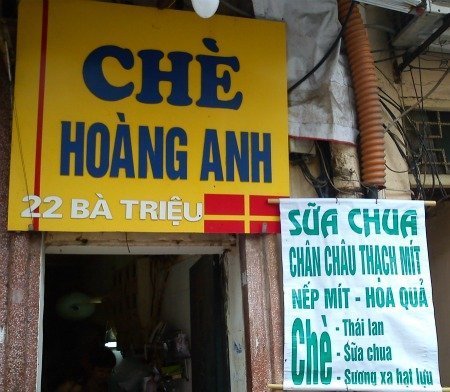 CHÈ
HOÀNG ANH
22 BÀ TRIỆU
SỮA CHUA
CHÂN CHÂU THẠCH MÍT
NẾP MÍT - HOA QUẢ
Chè - Thái lan
- Sữa chua
- Sương xa hạt lựu